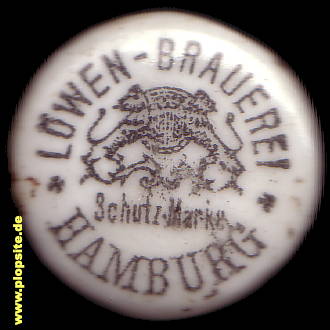 * LÖWEN-BRAUEREI *
Schutz-Marke
HAMBURG
www.plopsite.de